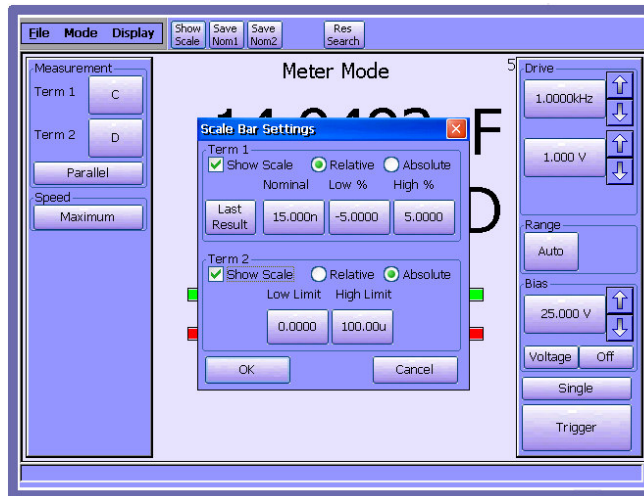 File Mode Display
Show Scale
Save Nom1
Save Nom2
Res Search
Meter Mode
5
Measurement
Term 1 C
Term 2 D
Parallel
Speed
Maximum
F
D
Scale Bar Settings
Term 1
Show Scale Relative Absolute
Nominal Low % High %
Last Result 15.000n -5.0000 5.0000
Term 2
Show Scale Relative Absolute
Low Limit High Limit
0.0000 100.00u
OK Cancel
Drive
1.0000kHz
1.000 V
Range
Auto
Bias
25.000 V
Voltage Off
Single
Trigger